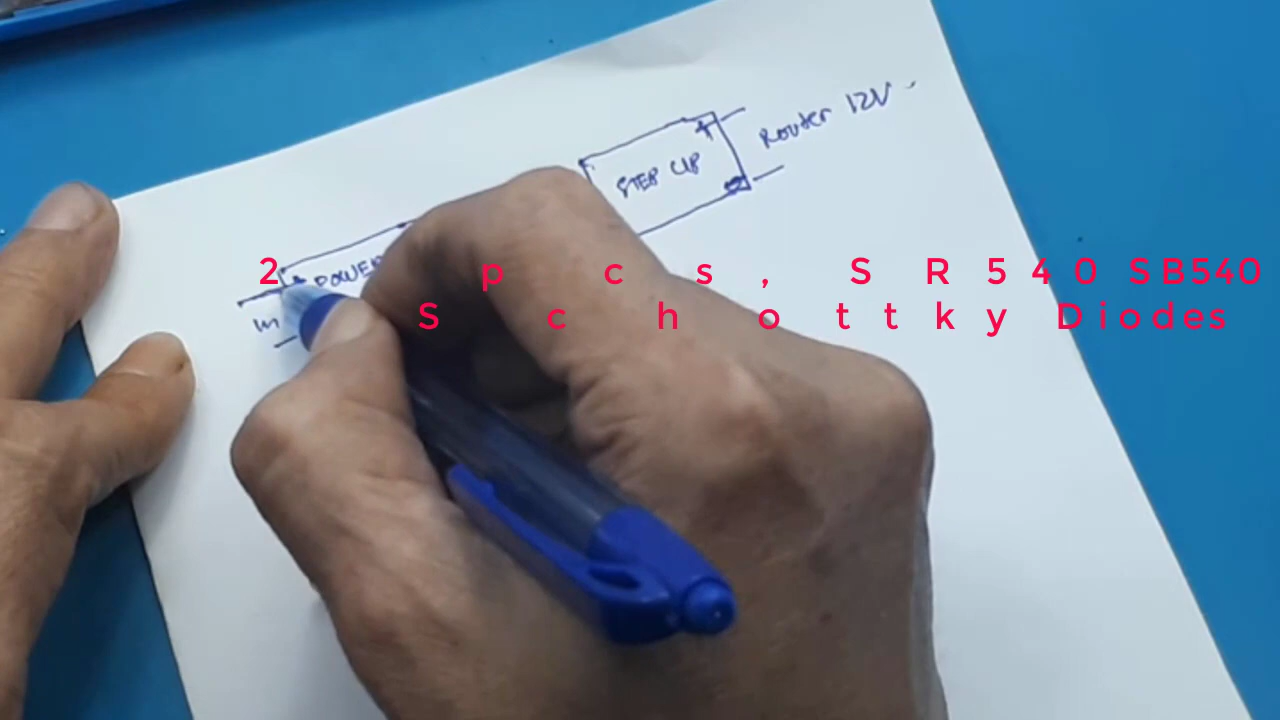 Router 12V
STEP UP
+
POWER
in
2 pcs, SR540 SB540
Schottky Diodes